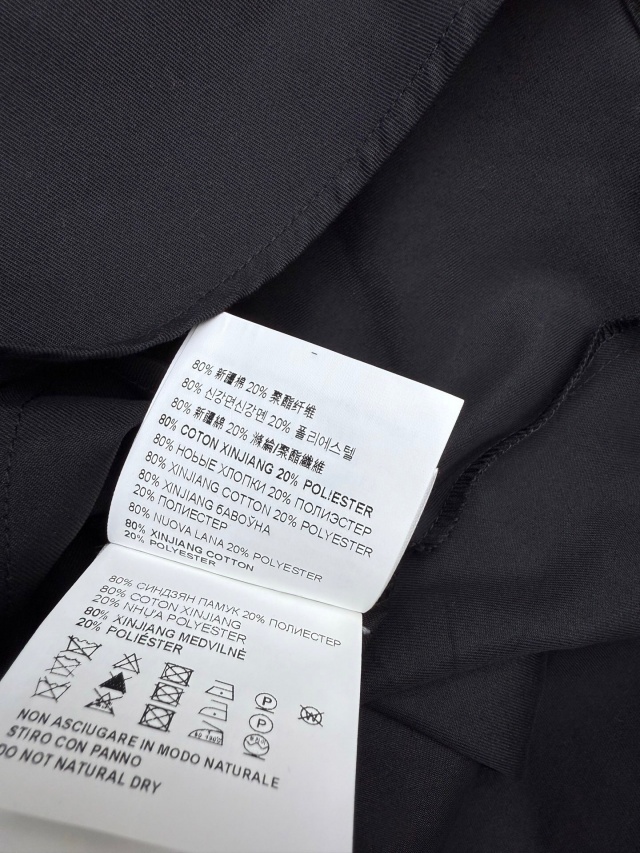 80% 新疆棉 20% 聚酯纤维
80% 신강면신강면 20% 폴리에스텔
80% 新疆綿 20% 滌綸/聚酯纖維
80% COTON XINJIANG 20% POLIESTER
80% НОВЫЕ ХЛОПКИ 20% ПОЛИЭСТЕР
80% XINJIANG COTTON 20% POLYESTER
80% XINJIANG БАВОЎНА
20% ПОЛИЕСТЕР
80% NUOVA LANA 20% POLYESTER
80% XINJIANG COTTON
20% POLYESTER
80% СИНДЗЯН ПАМУК 20% ПОЛИЕСТЕР
80% COTON XINJIANG
20% NHỰA POLYESTER
80% XINJIANG MEDVILNĖ
20% POLIÉSTER
P
P
W
NON ASCIUGARE IN MODO NATURALE
STIRO CON PANNO
DO NOT NATURAL DRY